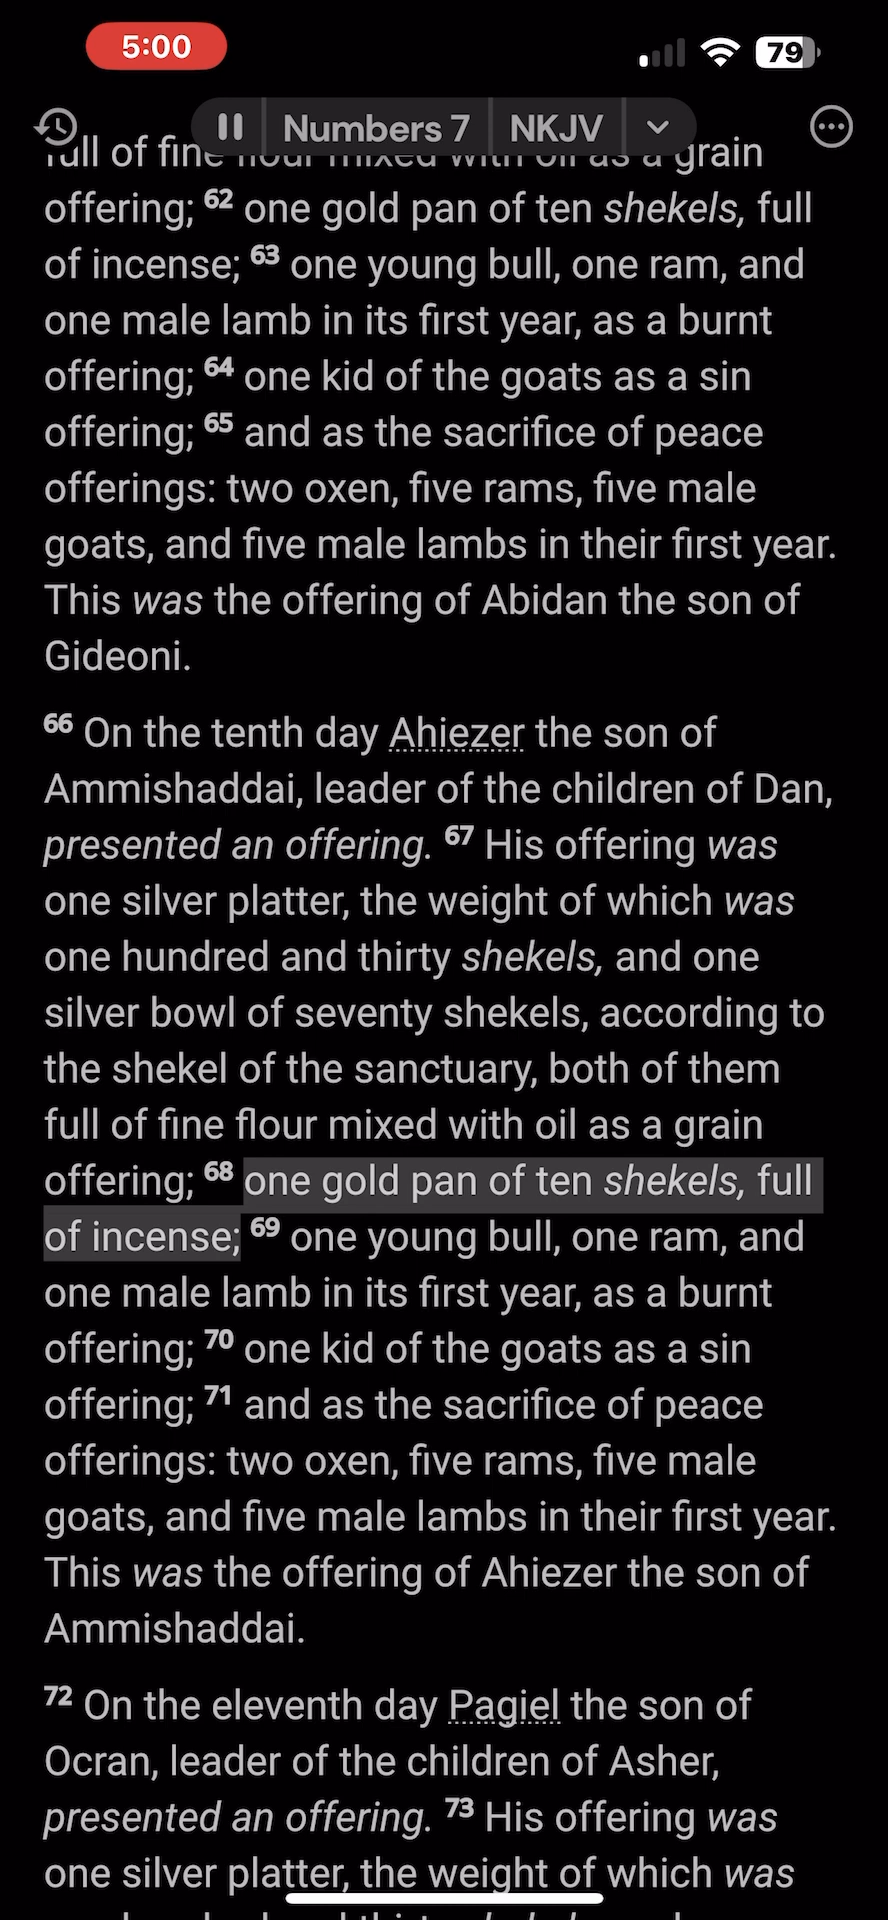 5:00
79
Numbers 7 NKJV
full of fine flour mixed with oil as a grain
offering; 62 one gold pan of ten shekels, full
of incense; 63 one young bull, one ram, and
one male lamb in its first year, as a burnt
offering; 64 one kid of the goats as a sin
offering; 65 and as the sacrifice of peace
offerings: two oxen, five rams, five male
goats, and five male lambs in their first year.
This was the offering of Abidan the son of
Gideoni.
66 On the tenth day Ahiezer the son of
Ammishaddai, leader of the children of Dan,
presented an offering. 67 His offering was
one silver platter, the weight of which was
one hundred and thirty shekels, and one
silver bowl of seventy shekels, according to
the shekel of the sanctuary, both of them
full of fine flour mixed with oil as a grain
offering; 68 one gold pan of ten shekels, full
of incense; 69 one young bull, one ram, and
one male lamb in its first year, as a burnt
offering; 70 one kid of the goats as a sin
offering; 71 and as the sacrifice of peace
offerings: two oxen, five rams, five male
goats, and five male lambs in their first year.
This was the offering of Ahiezer the son of
Ammishaddai.
72 On the eleventh day Pagiel the son of
Ocran, leader of the children of Asher,
presented an offering. 73 His offering was
one silver platter, the weight of which was